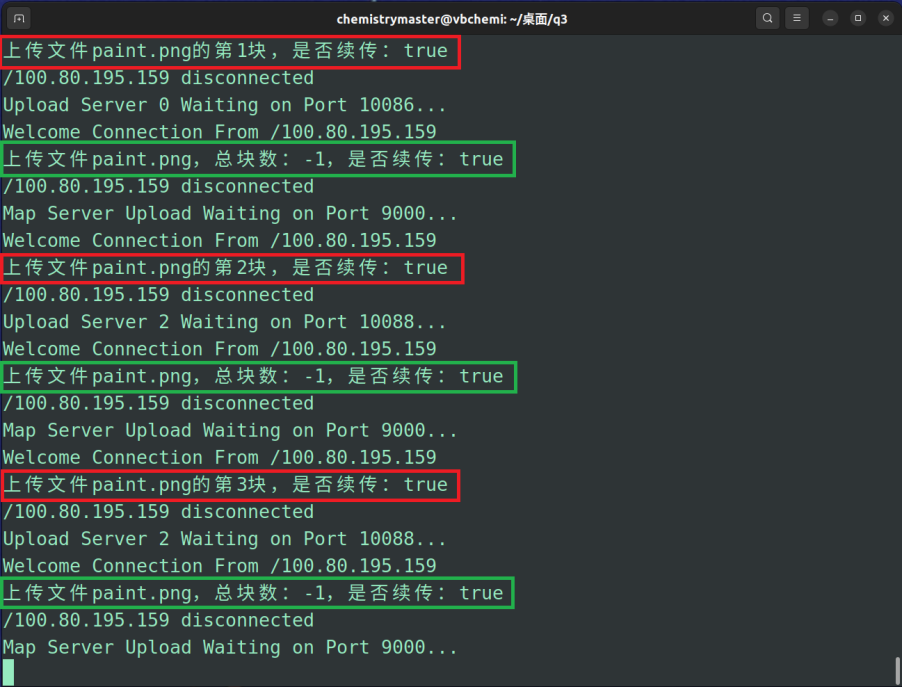 chemistrymaster@vbchemi: ~/桌面/q3
上传文件paint.png的第1块，是否续传：true
/100.80.195.159 disconnected
Upload Server 0 Waiting on Port 10086...
Welcome Connection From /100.80.195.159
上传文件paint.png，总块数：-1，是否续传：true
/100.80.195.159 disconnected
Map Server Upload Waiting on Port 9000...
Welcome Connection From /100.80.195.159
上传文件paint.png的第2块，是否续传：true
/100.80.195.159 disconnected
Upload Server 2 Waiting on Port 10088...
Welcome Connection From /100.80.195.159
上传文件paint.png，总块数：-1，是否续传：true
/100.80.195.159 disconnected
Map Server Upload Waiting on Port 9000...
Welcome Connection From /100.80.195.159
上传文件paint.png的第3块，是否续传：true
/100.80.195.159 disconnected
Upload Server 2 Waiting on Port 10088...
Welcome Connection From /100.80.195.159
上传文件paint.png，总块数：-1，是否续传：true
/100.80.195.159 disconnected
Map Server Upload Waiting on Port 9000...